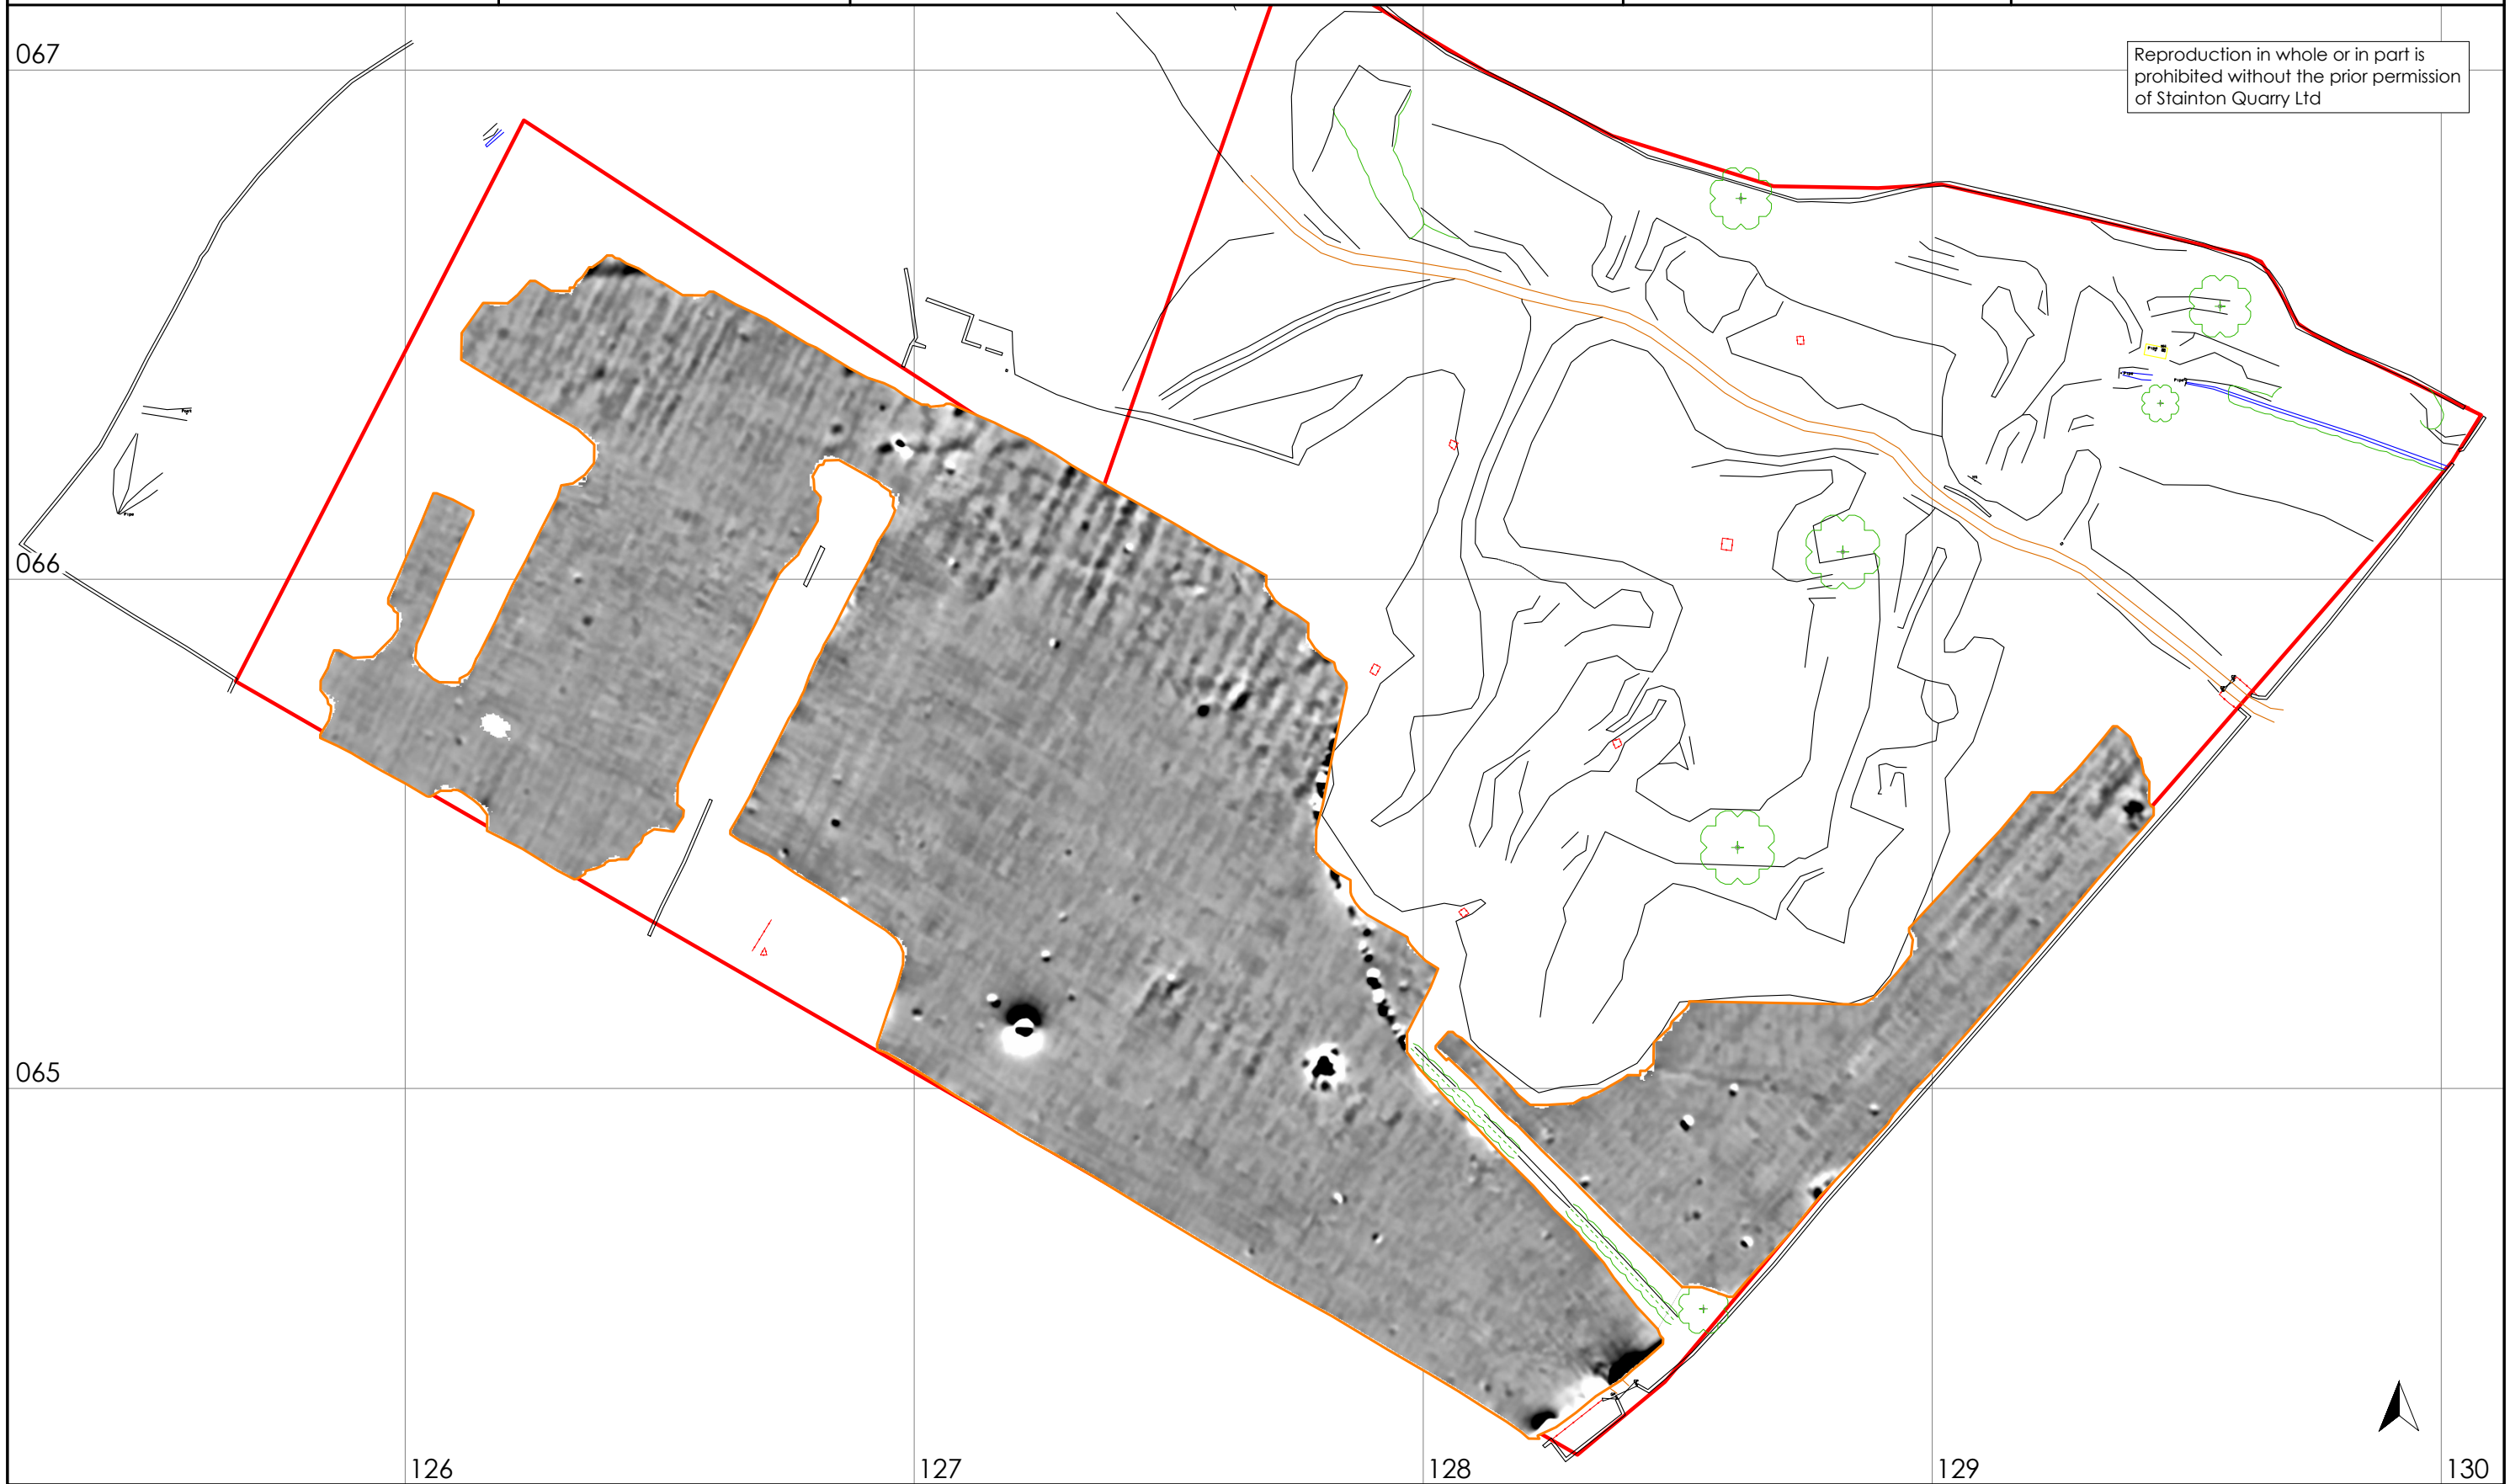 067
Reproduction in whole or in part is
prohibited without the prior permission
of Stainton Quarry Ltd
066
065
126
127
128
129
130